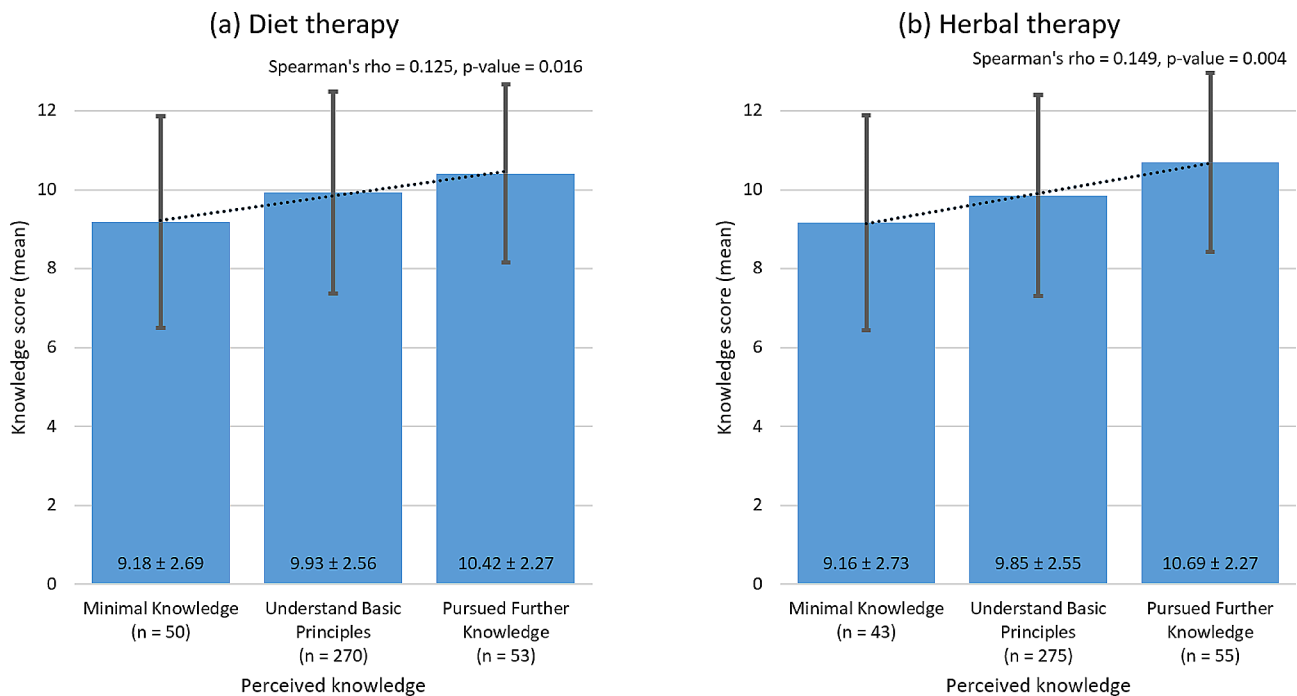 (a) Diet therapy
Spearman's rho = 0.125, p-value = 0.016
Knowledge score (mean)
12
10
8
6
4
2
0
9.18 ± 2.69
9.93 ± 2.56
10.42 ± 2.27
Minimal Knowledge
(n = 50)
Understand Basic
Principles
(n = 270)
Pursued Further
Knowledge
(n = 53)
Perceived knowledge
(b) Herbal therapy
Spearman's rho = 0.149, p-value = 0.004
Knowledge score (mean)
12
10
8
6
4
2
0
9.16 ± 2.73
9.85 ± 2.55
10.69 ± 2.27
Minimal Knowledge
(n = 43)
Understand Basic
Principles
(n = 275)
Pursued Further
Knowledge
(n = 55)
Perceived knowledge